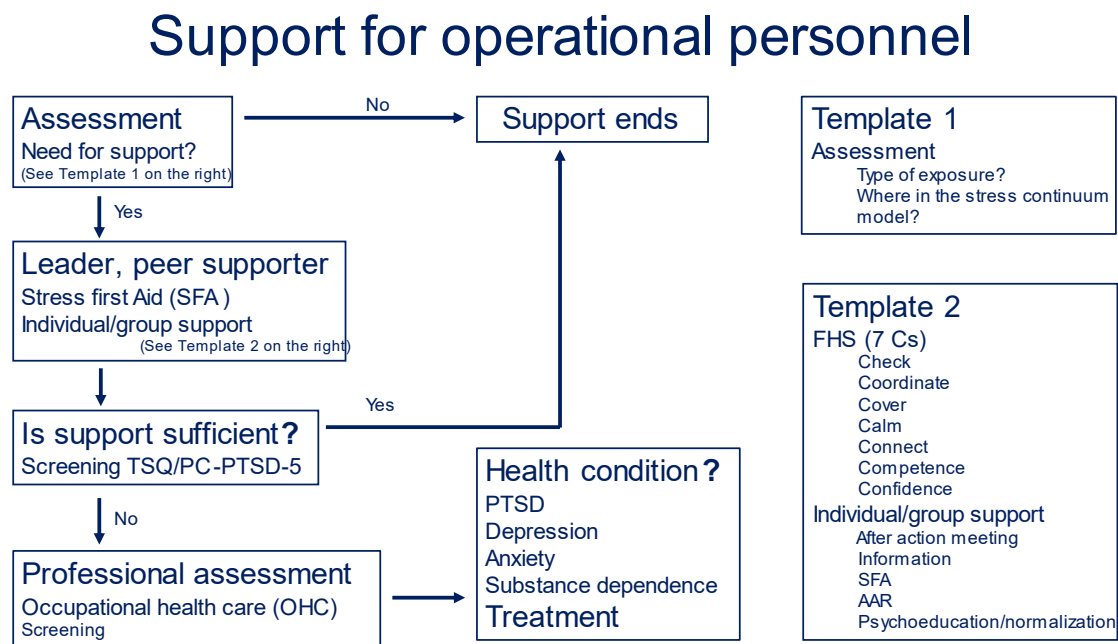 Support for operational personnel
Assessment
Need for support?
(See Template 1 on the right)
No
Support ends
Yes
Leader, peer supporter
Stress first Aid (SFA )
Individual/group support
(See Template 2 on the right)
Is support sufficient?
Screening TSQ/PC-PTSD-5
Yes
No
Professional assessment
Occupational health care (OHC)
Screening
Health condition?
PTSD
Depression
Anxiety
Substance dependence
Treatment
Template 1
Assessment
Type of exposure?
Where in the stress continuum
model?
Template 2
FHS (7 Cs)
Check
Coordinate
Cover
Calm
Connect
Competence
Confidence
Individual/group support
After action meeting
Information
SFA
AAR
Psychoeducation/normalization